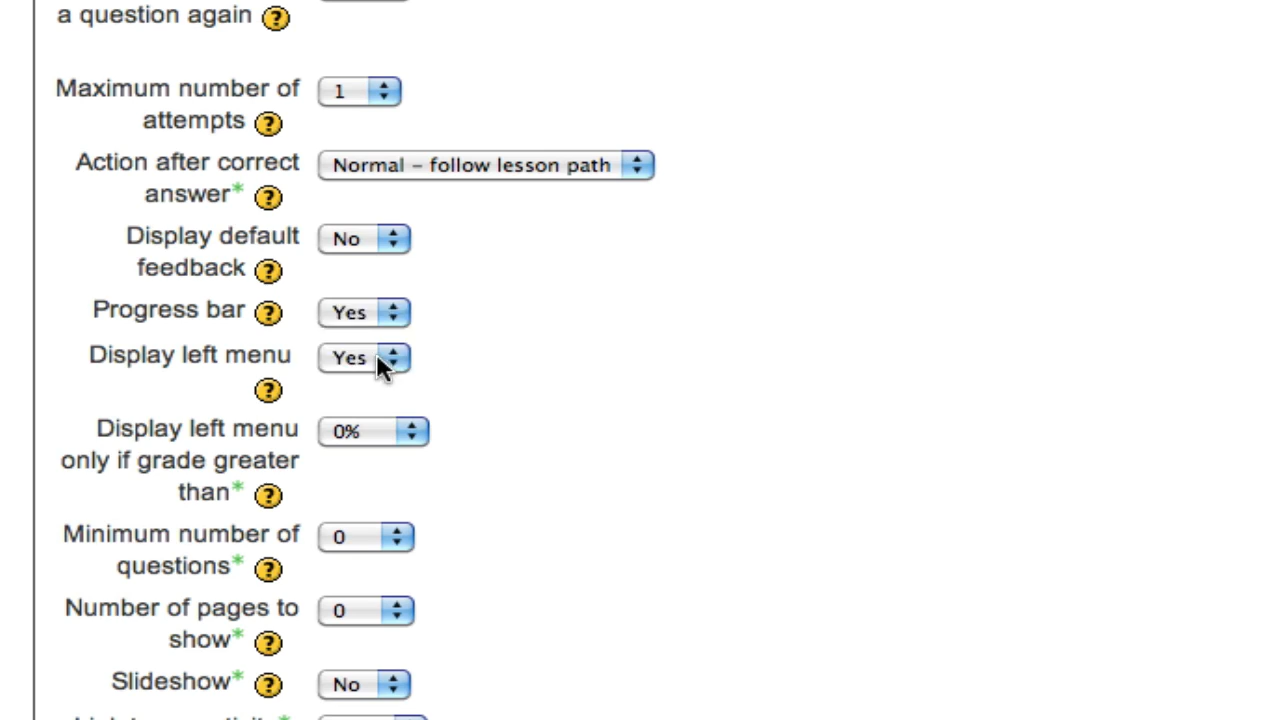 a question again ?
Maximum number of
attempts ?
1
Action after correct
answer* ?
Normal – follow lesson path
Display default
feedback ?
No
Progress bar ?
Yes
Display left menu
?
Yes
Display left menu
only if grade greater
than* ?
0%
Minimum number of
questions* ?
0
Number of pages to
show* ?
0
Slideshow* ?
No